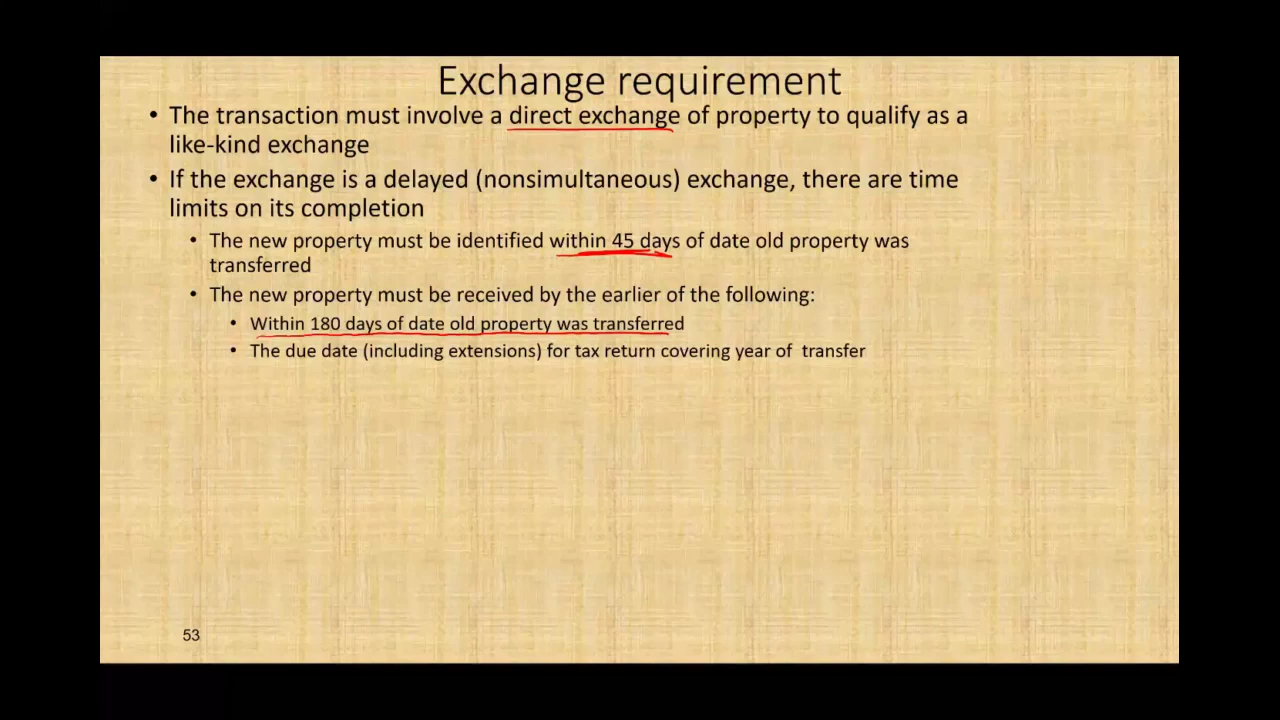 Exchange requirement
• The transaction must involve a direct exchange of property to qualify as a
like-kind exchange
• If the exchange is a delayed (nonsimultaneous) exchange, there are time
limits on its completion
• The new property must be identified within 45 days of date old property was
transferred
• The new property must be received by the earlier of the following:
• Within 180 days of date old property was transferred
• The due date (including extensions) for tax return covering year of transfer
53